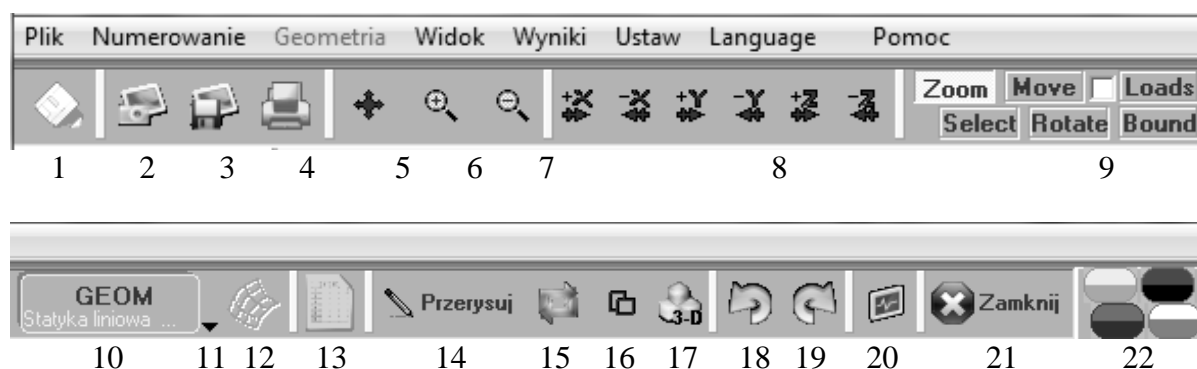 Plik Numerowanie Geometria Widok Wyniki Ustaw Language Pomoc
+X -X +Y -Y +Z -Z Zoom Move Loads
Select Rotate Bound
1 2 3 4 5 6 7 8 9
GEOM
Statyka liniowa ... Przerysuj 3-D Zamknij
10 11 12 13 14 15 16 17 18 19 20 21 22